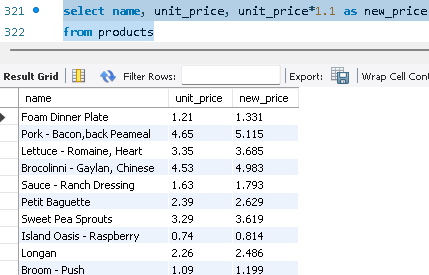 321 select name, unit_price, unit_price*1.1 as new_price
322 from products
Result Grid Filter Rows: Export: Wrap Cell Cont
name unit_price new_price
Foam Dinner Plate 1.21 1.331
Pork - Bacon,back Peameal 4.65 5.115
Lettuce - Romaine, Heart 3.35 3.685
Brocolinni - Gaylan, Chinese 4.53 4.983
Sauce - Ranch Dressing 1.63 1.793
Petit Baguette 2.39 2.629
Sweet Pea Sprouts 3.29 3.619
Island Oasis - Raspberry 0.74 0.814
Longan 2.26 2.486
Broom - Push 1.09 1.199